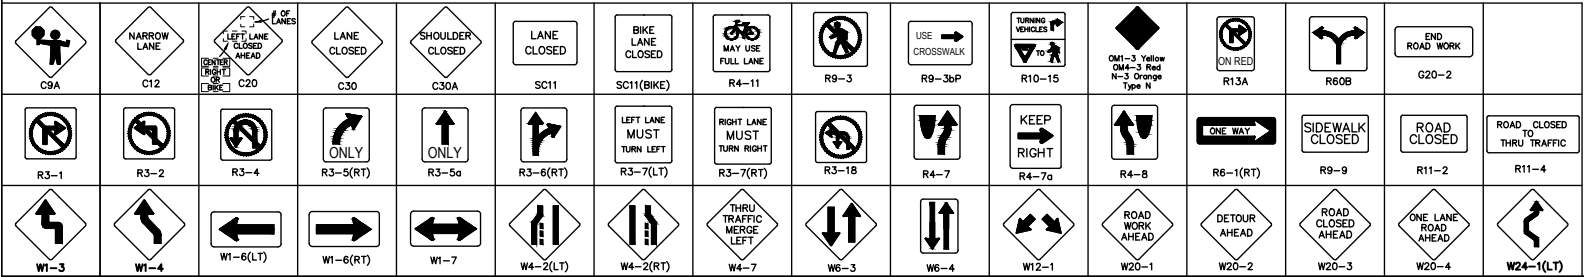 C9A
NARROW
LANE
C12
# OF
LANES
LEFT LANE
CLOSED
AHEAD
CENTER
RIGHT
OR
BIKE
C20
LANE
CLOSED
C30
SHOULDER
CLOSED
C30A
LANE
CLOSED
SC11
BIKE
LANE
CLOSED
SC11(BIKE)
MAY USE
FULL LANE
R4-11
R9-3
USE
CROSSWALK
R9-3bP
TURNING
VEHICLES
TO
R10-15
OM1-3 Yellow
OM4-3 Red
N-3 Orange
Type N
ON RED
R13A
R60B
END
ROAD WORK
G20-2
R3-1
R3-2
R3-4
ONLY
R3-5(RT)
ONLY
R3-5a
R3-6(RT)
LEFT LANE
MUST
TURN LEFT
R3-7(LT)
RIGHT LANE
MUST
TURN RIGHT
R3-7(RT)
R3-18
R4-7
KEEP
RIGHT
R4-7a
R4-8
ONE WAY
R6-1(RT)
SIDEWALK
CLOSED
R9-9
ROAD
CLOSED
R11-2
ROAD CLOSED
TO
THRU TRAFFIC
R11-4
W1-3
W1-4
W1-6(LT)
W1-6(RT)
W1-7
W4-2(LT)
W4-2(RT)
THRU
TRAFFIC
MERGE
LEFT
W4-7
W6-3
W6-4
W12-1
ROAD
WORK
AHEAD
W20-1
DETOUR
AHEAD
W20-2
ROAD
CLOSED
AHEAD
W20-3
ONE LANE
ROAD
AHEAD
W20-4
W24-1(LT)